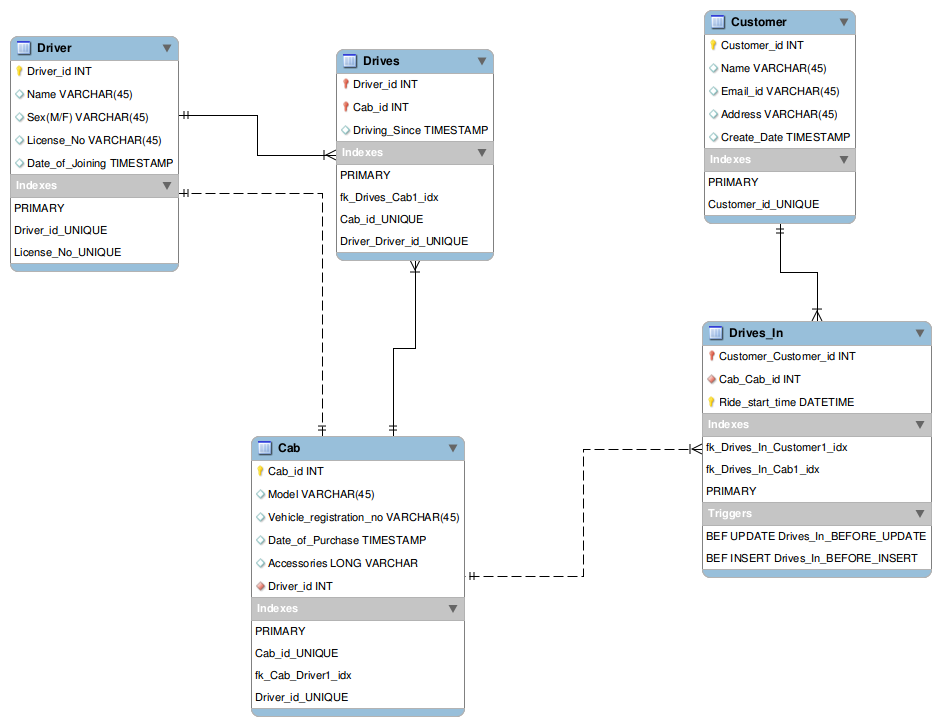 Driver
Driver_id INT
Name VARCHAR(45)
Sex(M/F) VARCHAR(45)
License_No VARCHAR(45)
Date_of_Joining TIMESTAMP
Indexes
PRIMARY
Driver_id_UNIQUE
License_No_UNIQUE
Drives
Driver_id INT
Cab_id INT
Driving_Since TIMESTAMP
Indexes
PRIMARY
fk_Drives_Cab1_idx
Cab_id_UNIQUE
Driver_Driver_id_UNIQUE
Customer
Customer_id INT
Name VARCHAR(45)
Email_id VARCHAR(45)
Address VARCHAR(45)
Create_Date TIMESTAMP
Indexes
PRIMARY
Customer_id_UNIQUE
Cab
Cab_id INT
Model VARCHAR(45)
Vehicle_registration_no VARCHAR(45)
Date_of_Purchase TIMESTAMP
Accessories LONG VARCHAR
Driver_id INT
Indexes
PRIMARY
Cab_id_UNIQUE
fk_Cab_Driver1_idx
Driver_id_UNIQUE
Drives_In
Customer_Customer_id INT
Cab_Cab_id INT
Ride_start_time DATETIME
Indexes
fk_Drives_In_Customer1_idx
fk_Drives_In_Cab1_idx
PRIMARY
Triggers
BEF UPDATE Drives_In_BEFORE_UPDATE
BEF INSERT Drives_In_BEFORE_INSERT